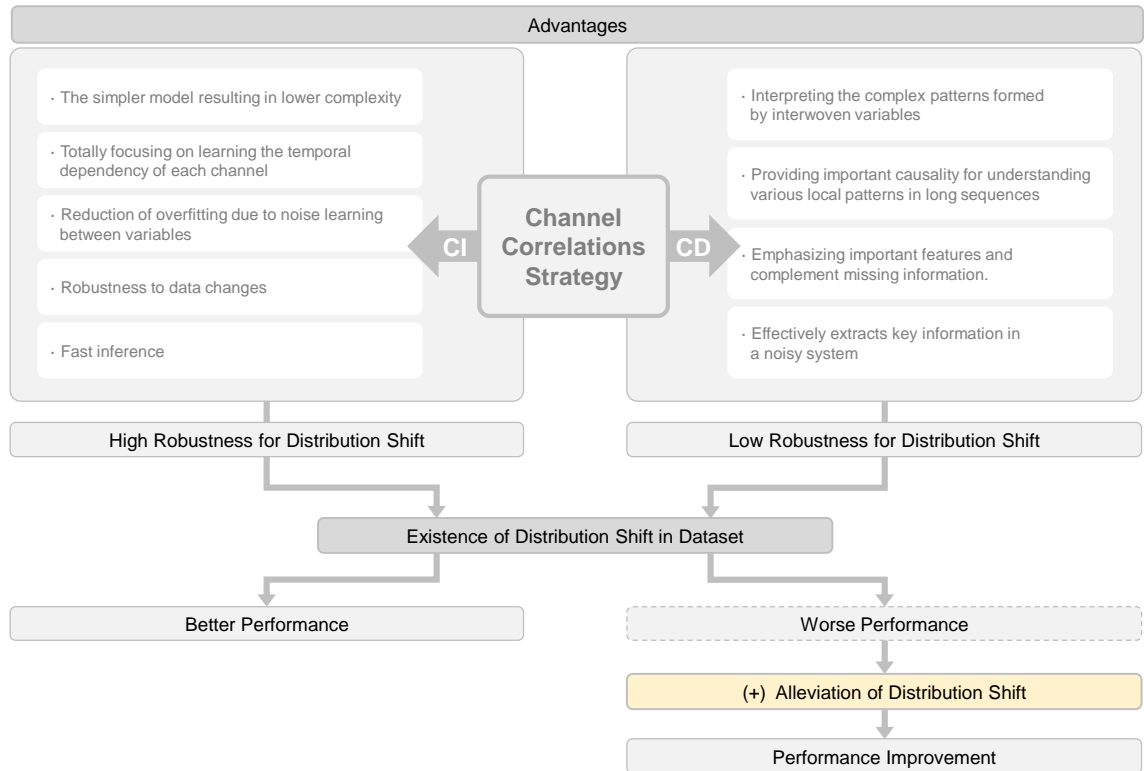 Advantages
· The simpler model resulting in lower complexity
· Totally focusing on learning the temporal
dependency of each channel
· Reduction of overfitting due to noise learning
between variables
· Robustness to data changes
· Fast inference
CI
Channel
Correlations
Strategy
CD
· Interpreting the complex patterns formed
by interwoven variables
· Providing important causality for understanding
various local patterns in long sequences
· Emphasizing important features and
complement missing information.
· Effectively extracts key information in
a noisy system
High Robustness for Distribution Shift
Low Robustness for Distribution Shift
Existence of Distribution Shift in Dataset
Better Performance
Worse Performance
(+) Alleviation of Distribution Shift
Performance Improvement